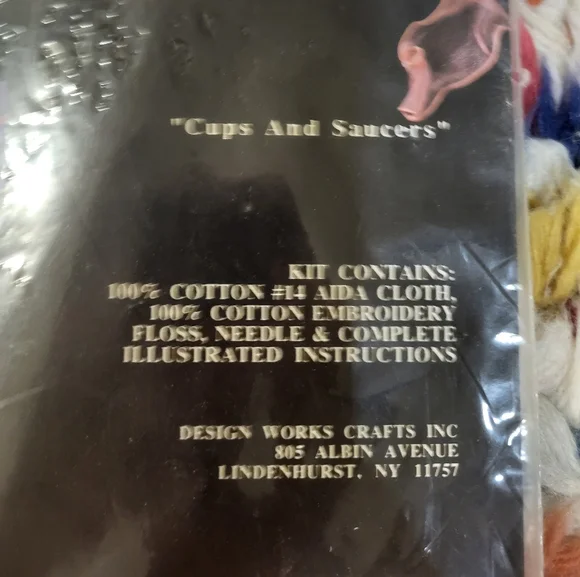 "Cups And Saucers"
KIT CONTAINS:
100% COTTON #14 AIDA CLOTH,
100% COTTON EMBROIDERY
FLOSS, NEEDLE & COMPLETE
ILLUSTRATED INSTRUCTIONS
DESIGN WORKS CRAFTS INC
805 ALBIN AVENUE
LINDENHURST, NY 11757